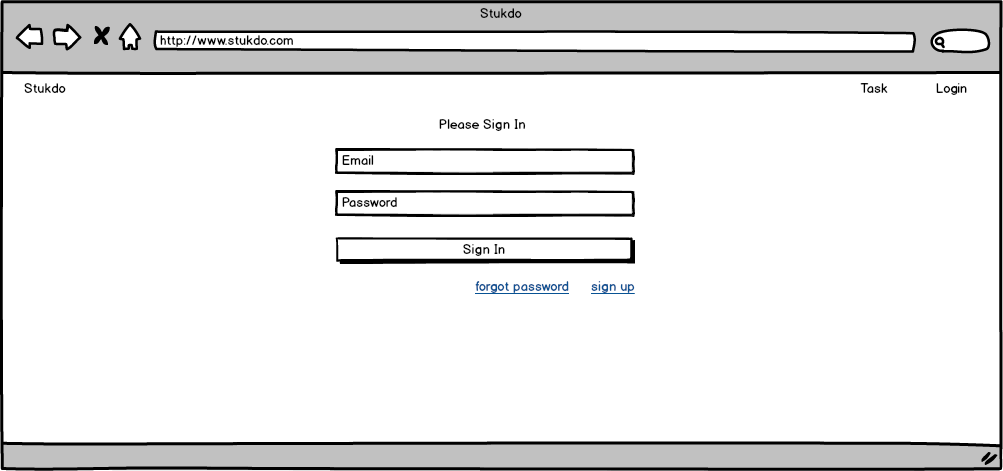 Stukdo
http://www.stukdo.com
Stukdo Task Login
Please Sign In
Email
Password
Sign In
forgot password sign up